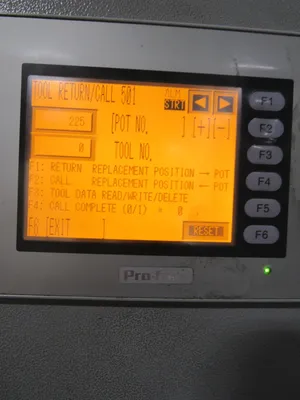 TOOL RETURN/CALL 501 ALM
STRT
225 [POT NO. ] [+][-]
0 TOOL NO.
F1: RETURN REPLACEMENT POSITION → POT
F2: CALL REPLACEMENT POSITION ← POT
F3: TOOL DATA READ/WRITE/DELETE
F4: CALL COMPLETE (0/1) = 0
F6 [EXIT ] RESET
F1
F2
F3
F4
F5
F6
Pro-face